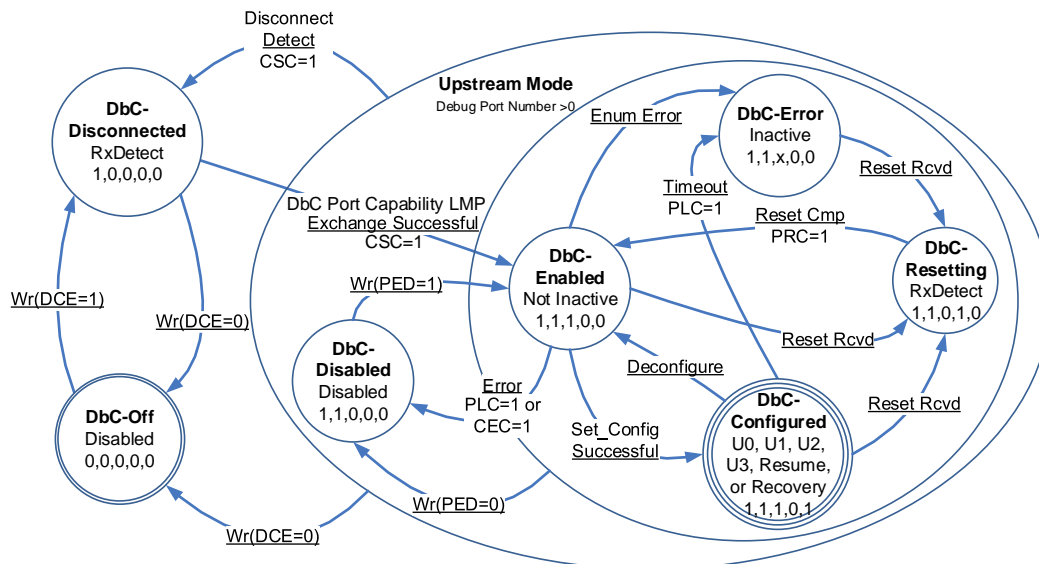 Disconnect
Detect
CSC=1
Upstream Mode
Debug Port Number >0
DbC-
Disconnected
RxDetect
1,0,0,0,0
Enum Error
DbC-Error
Inactive
1,1,x,0,0
Reset Rcvd
Timeout
PLC=1
DbC Port Capability LMP
Exchange Successful
CSC=1
Reset Cmp
PRC=1
DbC-
Enabled
Not Inactive
1,1,1,0,0
DbC-
Resetting
RxDetect
1,1,0,1,0
Wr(DCE=1)
Wr(DCE=0)
Wr(PED=1)
Reset Rcvd
DbC-
Disabled
Disabled
1,1,0,0,0
Error
PLC=1 or
CEC=1
Deconfigure
Set_Config
Successful
DbC-
Configured
U0, U1, U2,
U3, Resume,
or Recovery
1,1,1,0,1
Reset Rcvd
DbC-Off
Disabled
0,0,0,0,0
Wr(PED=0)
Wr(DCE=0)